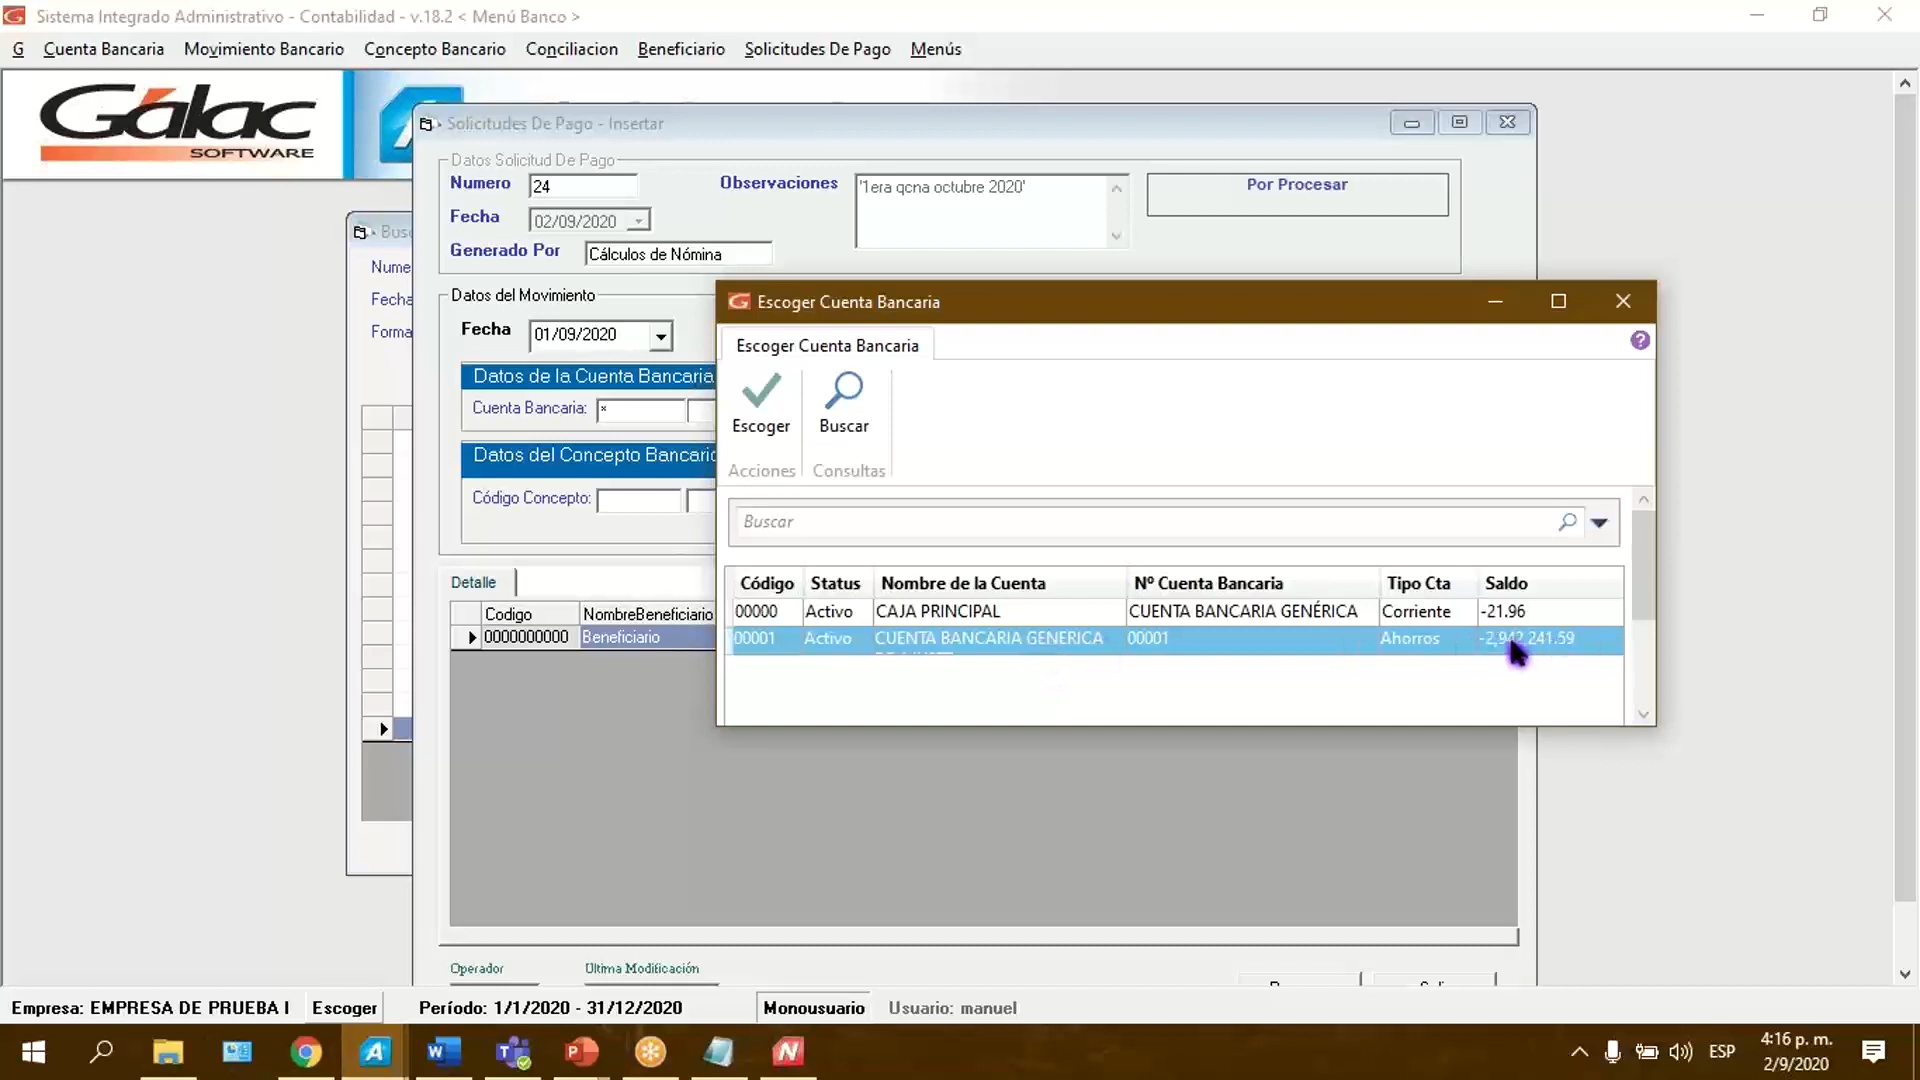 Sistema Integrado Administrativo - Contabilidad - v.18.2 < Menú Banco >
G Cuenta Bancaria Movimiento Bancario Concepto Bancario Conciliacion Beneficiario Solicitudes De Pago Menús
Gálac
SOFTWARE
Solicitudes De Pago - Insertar
Datos Solicitud De Pago
Numero 24
Observaciones '1era qcna octubre 2020'
Por Procesar
Fecha 02/09/2020
Generado Por Cálculos de Nómina
Nume
Fecha
Forma
Datos del Movimiento
Fecha 01/09/2020
Datos de la Cuenta Bancaria
Cuenta Bancaria: *
Datos del Concepto Bancario
Código Concepto:
Escoger Cuenta Bancaria
Escoger Cuenta Bancaria
Escoger Buscar
Acciones Consultas
Buscar
Código Status Nombre de la Cuenta Nº Cuenta Bancaria Tipo Cta Saldo
00000 Activo CAJA PRINCIPAL CUENTA BANCARIA GENÉRICA Corriente -21.96
00001 Activo CUENTA BANCARIA GENERICA 00001 Ahorros -2,942,241.59
Detalle
Codigo NombreBeneficiario
0000000000 Beneficiario
Operador Ultima Modificación
Empresa: EMPRESA DE PRUEBA I Escoger Período: 1/1/2020 - 31/12/2020 Monousuario Usuario: manuel
ESP
4:16 p. m.
2/9/2020